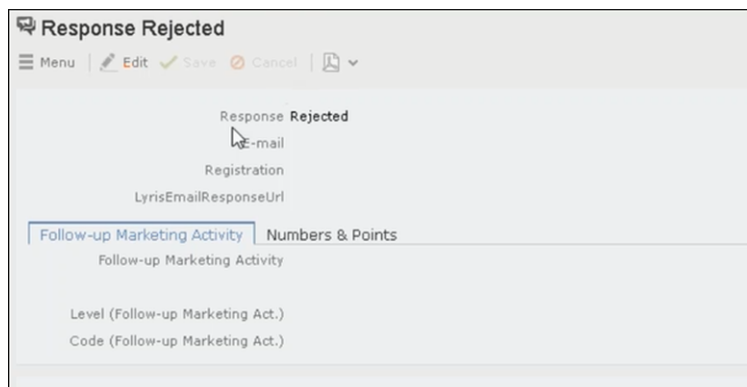 Response Rejected
Menu Edit Save Cancel
Response Rejected
E-mail
Registration
LyrisEmailResponseUrl
Follow-up Marketing Activity Numbers & Points
Follow-up Marketing Activity
Level (Follow-up Marketing Act.)
Code (Follow-up Marketing Act.)